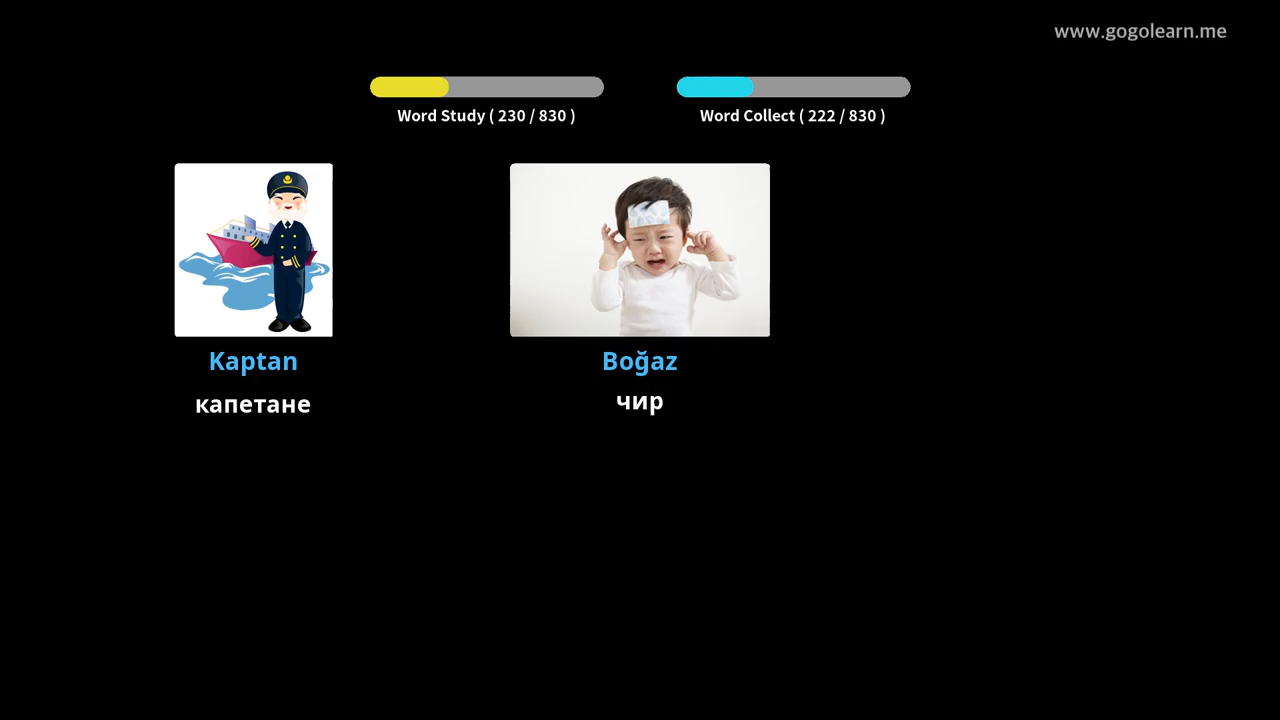 www.gogolearn.me
Word Study ( 230 / 830 )
Word Collect ( 222 / 830 )
Kaptan
капетане
Boğaz
чир